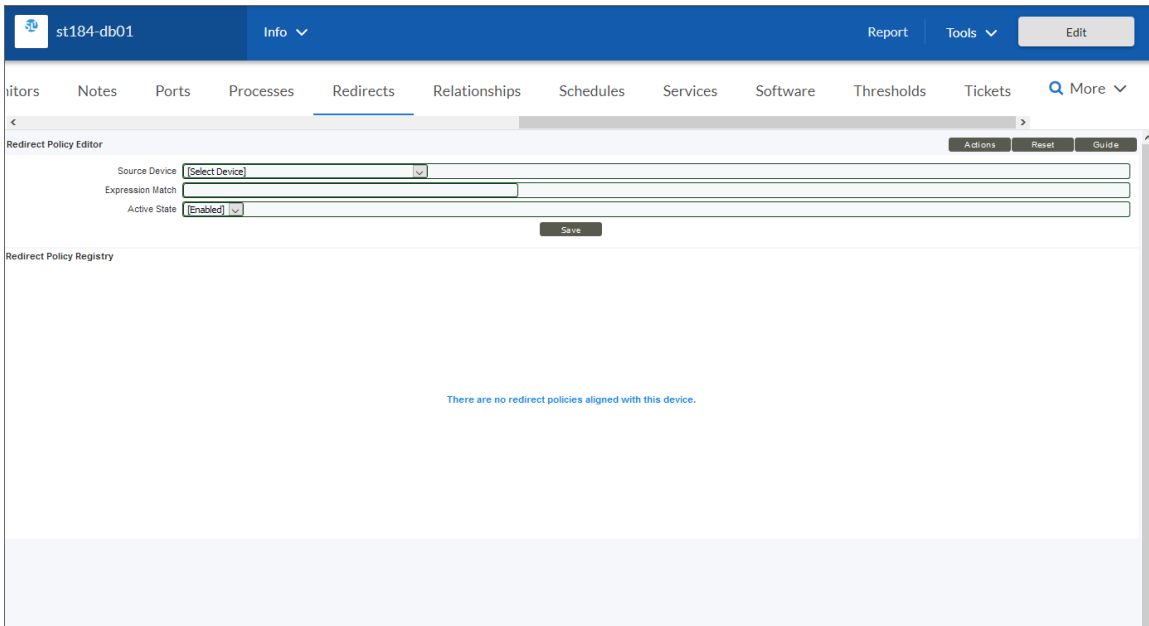 st184-db01
Info
Report
Tools
Edit
nitors
Notes
Ports
Processes
Redirects
Relationships
Schedules
Services
Software
Thresholds
Tickets
More
Redirect Policy Editor
Actions
Reset
Guide
Source Device
[Select Device]
Expression Match
Active State
[Enabled]
Save
Redirect Policy Registry
There are no redirect policies aligned with this device.